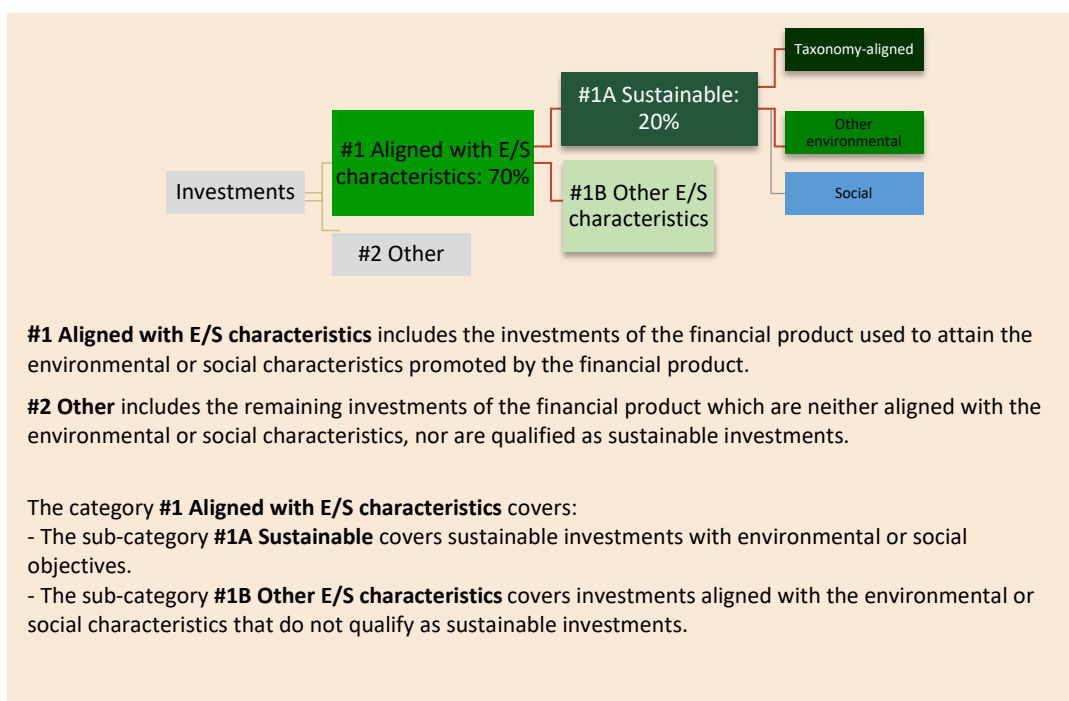 Taxonomy-aligned
#1A Sustainable:
20%
Other
environmental
#1 Aligned with E/S
characteristics: 70%
Investments
#1B Other E/S
characteristics
Social
#2 Other
#1 Aligned with E/S characteristics includes the investments of the financial product used to attain the
environmental or social characteristics promoted by the financial product.
#2 Other includes the remaining investments of the financial product which are neither aligned with the
environmental or social characteristics, nor are qualified as sustainable investments.
The category #1 Aligned with E/S characteristics covers:
- The sub-category #1A Sustainable covers sustainable investments with environmental or social
objectives.
- The sub-category #1B Other E/S characteristics covers investments aligned with the environmental or
social characteristics that do not qualify as sustainable investments.